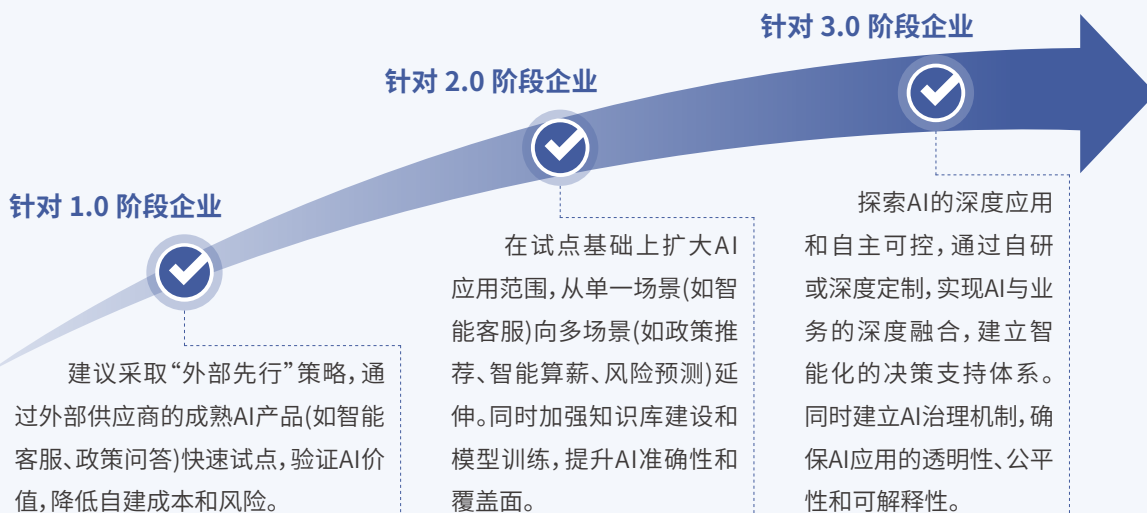 针对 1.0 阶段企业
建议采取“外部先行”策略,通
过外部供应商的成熟AI产品(如智能
客服、政策问答)快速试点,验证AI价
值,降低自建成本和风险。
针对 2.0 阶段企业
在试点基础上扩大AI
应用范围,从单一场景(如智
能客服)向多场景(如政策推
荐、智能算薪、风险预测)延
伸。同时加强知识库建设和
模型训练,提升AI准确性和
覆盖面。
针对 3.0 阶段企业
探索AI的深度应用
和自主可控,通过自研
或深度定制,实现AI与业
务的深度融合,建立智
能化的决策支持体系。
同时建立AI治理机制,确
保AI应用的透明性、公平
性和可解释性。